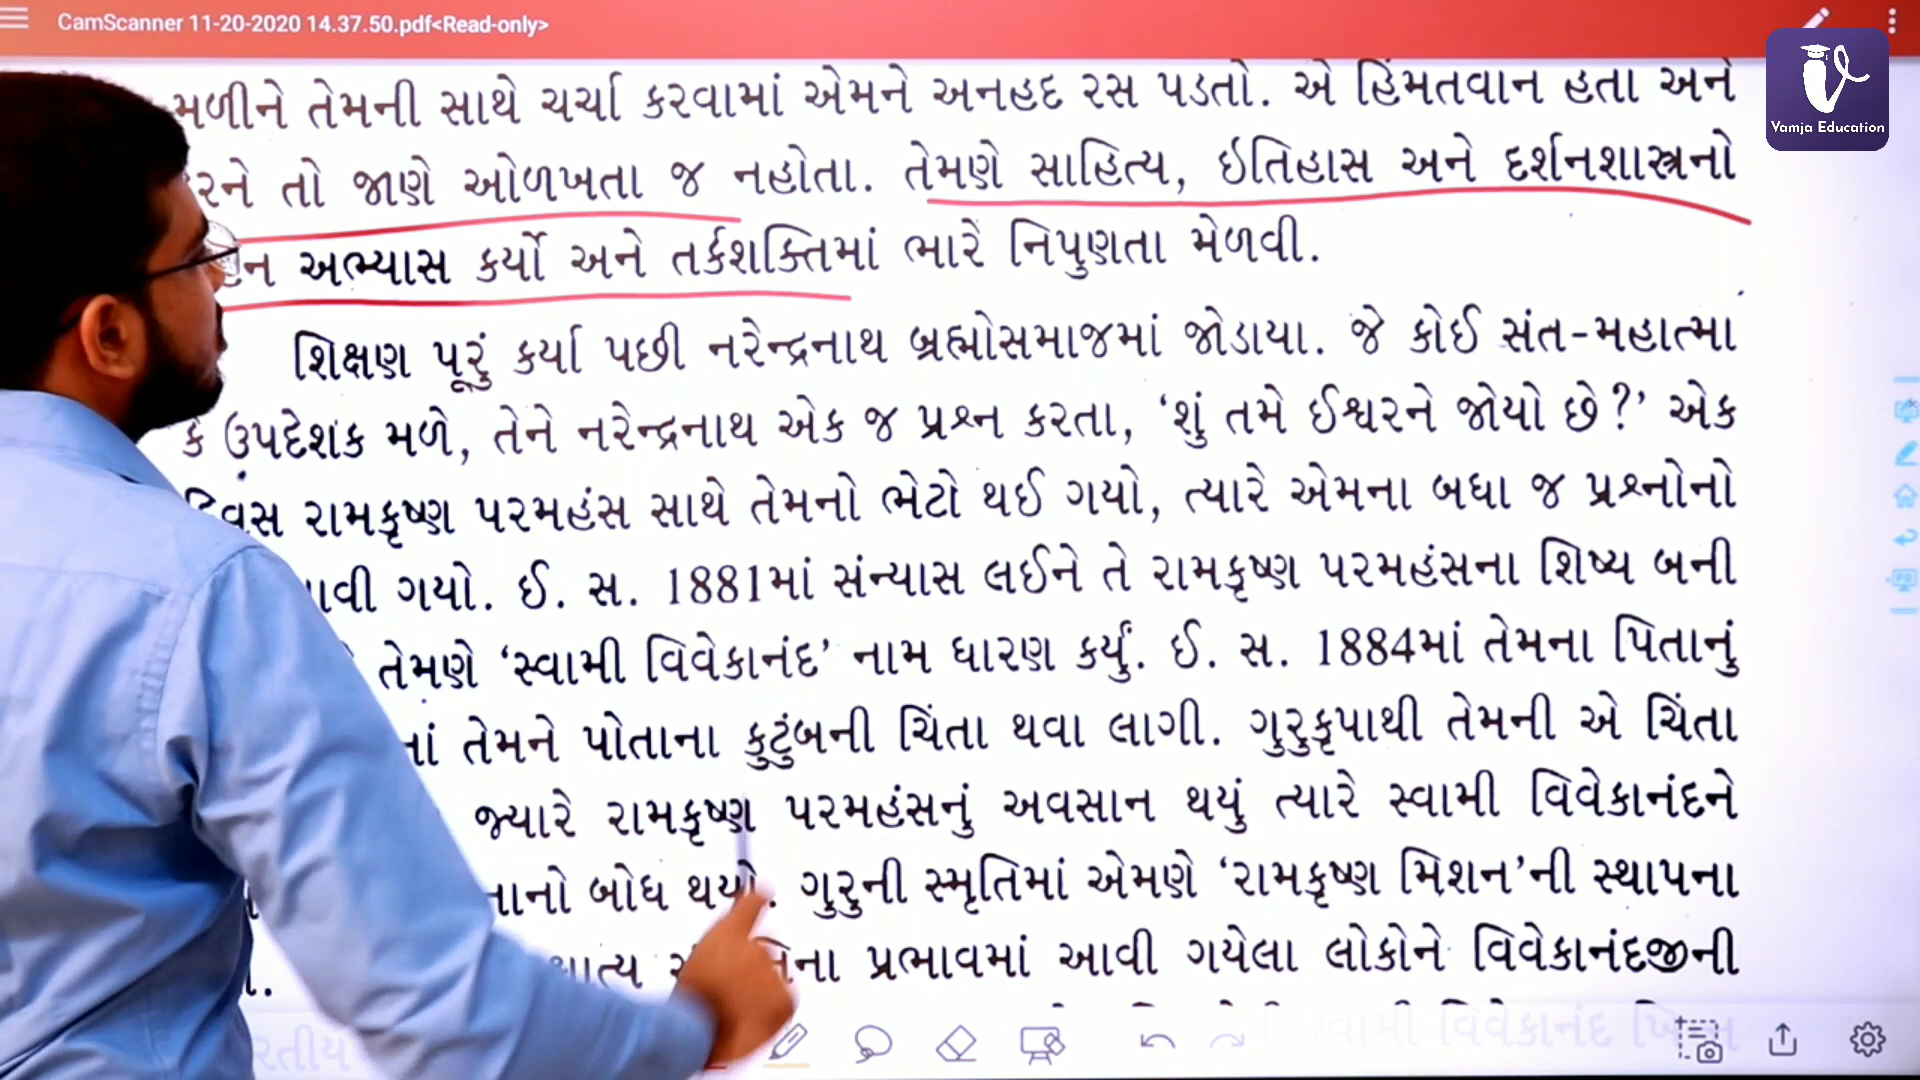 CamScanner 11-20-2020 14.37.50.pdf<Read-only>
Vamja Education
મળીને તેમની સાથે ચર્ચા કરવામાં એમને અનહદ રસ પડતો. એ હિંમતવાન હતા અને
તો જાણે ઓળખતા જ નહોતા. તેમણે સાહિત્ય, ઇતિહાસ અને દર્શનશાસ્ત્રનો
અભ્યાસ કર્યો અને તર્કશક્તિમાં ભારે નિપુણતા મેળવી.
શિક્ષણ પૂરું કર્યા પછી નરેન્દ્રનાથ બ્રહ્મોસમાજમાં જોડાયા. જે કોઈ સંત-મહાત્મા
કે ઉપદેશક મળે, તેને નરેન્દ્રનાથ એક જ પ્રશ્ન કરતા, ‘શું તમે ઈશ્વરને જોયો છે?’ એક
દિવસ રામકૃષ્ણ પરમહંસ સાથે તેમનો ભેટો થઈ ગયો, ત્યારે એમના બધા જ પ્રશ્નોનો
ગયો. ઈ. સ. 1881માં સંન્યાસ લઈને તે રામકૃષ્ણ પરમહંસના શિષ્ય બની
તેમણે ‘સ્વામી વિવેકાનંદ’ નામ ધારણ કર્યું. ઈ. સ. 1884માં તેમના પિતાનું
તેમને પોતાના કુટુંબની ચિંતા થવા લાગી. ગુરુકૃપાથી તેમની એ ચિંતા
જ્યારે રામકૃષ્ણ પરમહંસનું અવસાન થયું ત્યારે સ્વામી વિવેકાનંદને
બોધ થયો. ગુરુની સ્મૃતિમાં એમણે ‘રામકૃષ્ણ મિશન’ની સ્થાપના
પ્રભાવમાં આવી ગયેલા લોકોને વિવેકાનંદજીની
સ્વામી વિવેકાનંદ